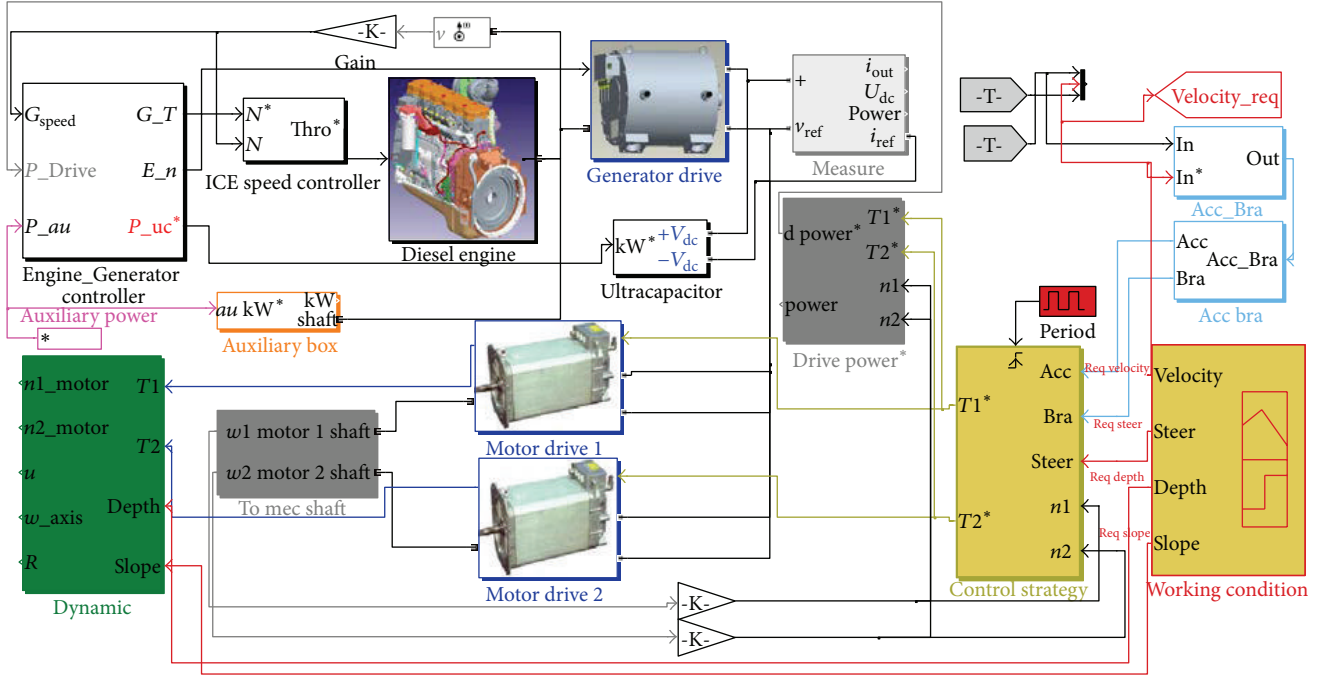 -K-
v
Gain
G_speed
G_T
P_Drive
E_n
P_au
P_uc*
Engine_Generator
controller
N*
N
Thro*
ICE speed controller
Diesel engine
Generator drive
+
v_ref
i_out
U_dc
Power
i_ref
Measure
-T-
-T-
Velocity_req
In
Out
In*
Acc_Bra
Acc
Acc_Bra
Bra
Acc bra
kW*
+V_dc
−V_dc
Ultracapacitor
T1*
d power*
T2*
n1
power
n2
Drive power*
Period
Auxiliary power
*
au kW*
kW
shaft
Auxiliary box
n1_motor
T1
n2_motor
T2
u
Depth
w_axis
R
Slope
Dynamic
w1 motor 1 shaft
w2 motor 2 shaft
To mec shaft
Motor drive 1
Motor drive 2
-K-
-K-
Acc
T1*
Bra
Steer
n1
T2*
n2
Control strategy
Req velocity
Req steer
Req depth
Req slope
Velocity
Steer
Depth
Slope
Working condition